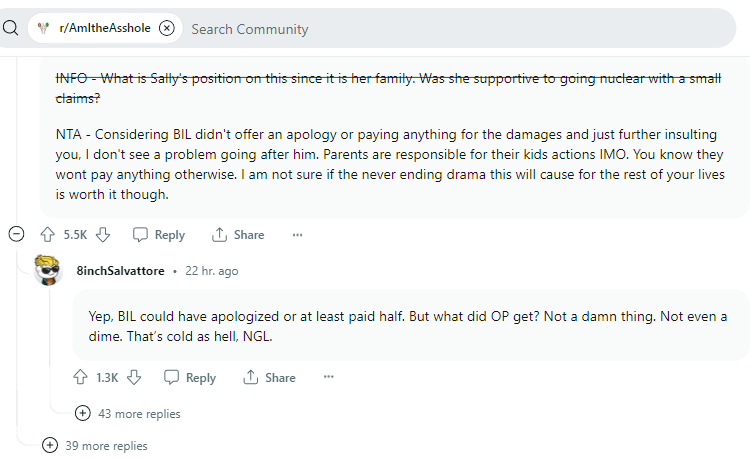 r/AmItheAsshole Search Community
INFO - What is Sally's position on this since it is her family. Was she supportive to going nuclear with a small
claims?
NTA - Considering BIL didn't offer an apology or paying anything for the damages and just further insulting
you, I don't see a problem going after him. Parents are responsible for their kids actions IMO. You know they
wont pay anything otherwise. I am not sure if the never ending drama this will cause for the rest of your lives
is worth it though.
5.5K Reply Share ...
8inchSalvattore • 22 hr. ago
Yep, BIL could have apologized or at least paid half. But what did OP get? Not a damn thing. Not even a
dime. That’s cold as hell, NGL.
1.3K Reply Share ...
43 more replies
39 more replies